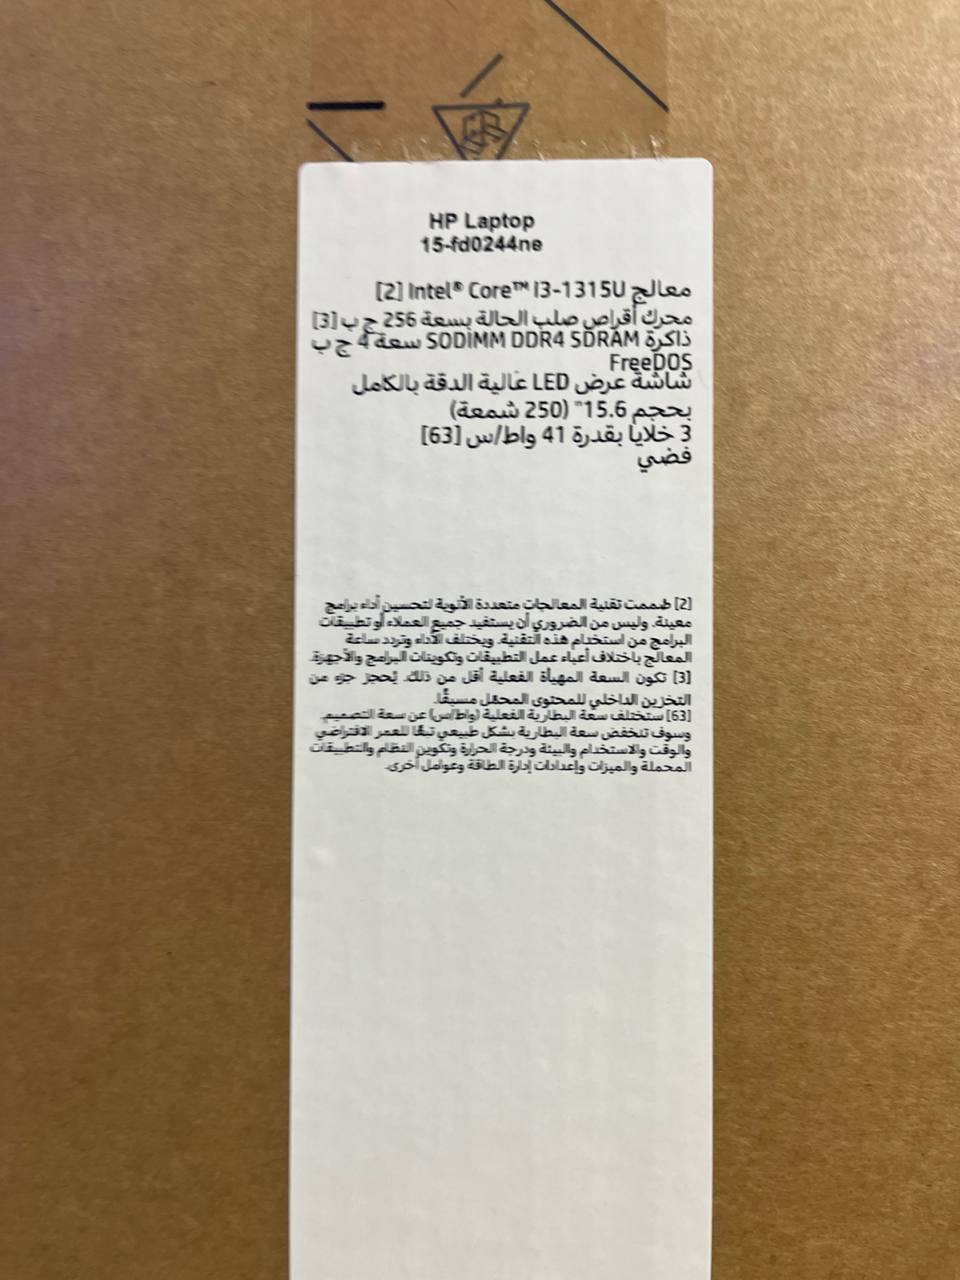 HP Laptop
15-fd0244ne
معالج Intel® Core™ I3-1315U [2]
محرك أقراص صلب الحالة بسعة 256 ج ب [3]
ذاكرة SODIMM DDR4 SDRAM سعة 4 ج ب
FreeDOS
شاشة عرض LED عالية الدقة بالكامل
بحجم 15.6" (250 شمعة)
3 خلايا بقدرة 41 واط/س [63]
فضي
[2] صُممت تقنية المعالجات متعددة الأنوية لتحسين أداء برامج
معينة. وليس من الضروري أن يستفيد جميع العملاء أو تطبيقات
البرامج من استخدام هذه التقنية. ويختلف الأداء وتردد ساعة
المعالج باختلاف أعباء عمل التطبيقات وتكوينات البرامج والأجهزة.
[3] تكون السعة المهيأة الفعلية أقل من ذلك. يُحجز جزء من
التخزين الداخلي للمحتوى المحمّل مسبقًا.
[63] ستختلف سعة البطارية الفعلية (واط/س) عن سعة التصميم.
وسوف تنخفض سعة البطارية بشكل طبيعي تبعًا للعمر الافتراضي
والوقت والاستخدام والبيئة ودرجة الحرارة وتكوين النظام والتطبيقات
المحملة والميزات وإعدادات إدارة الطاقة وعوامل أخرى.